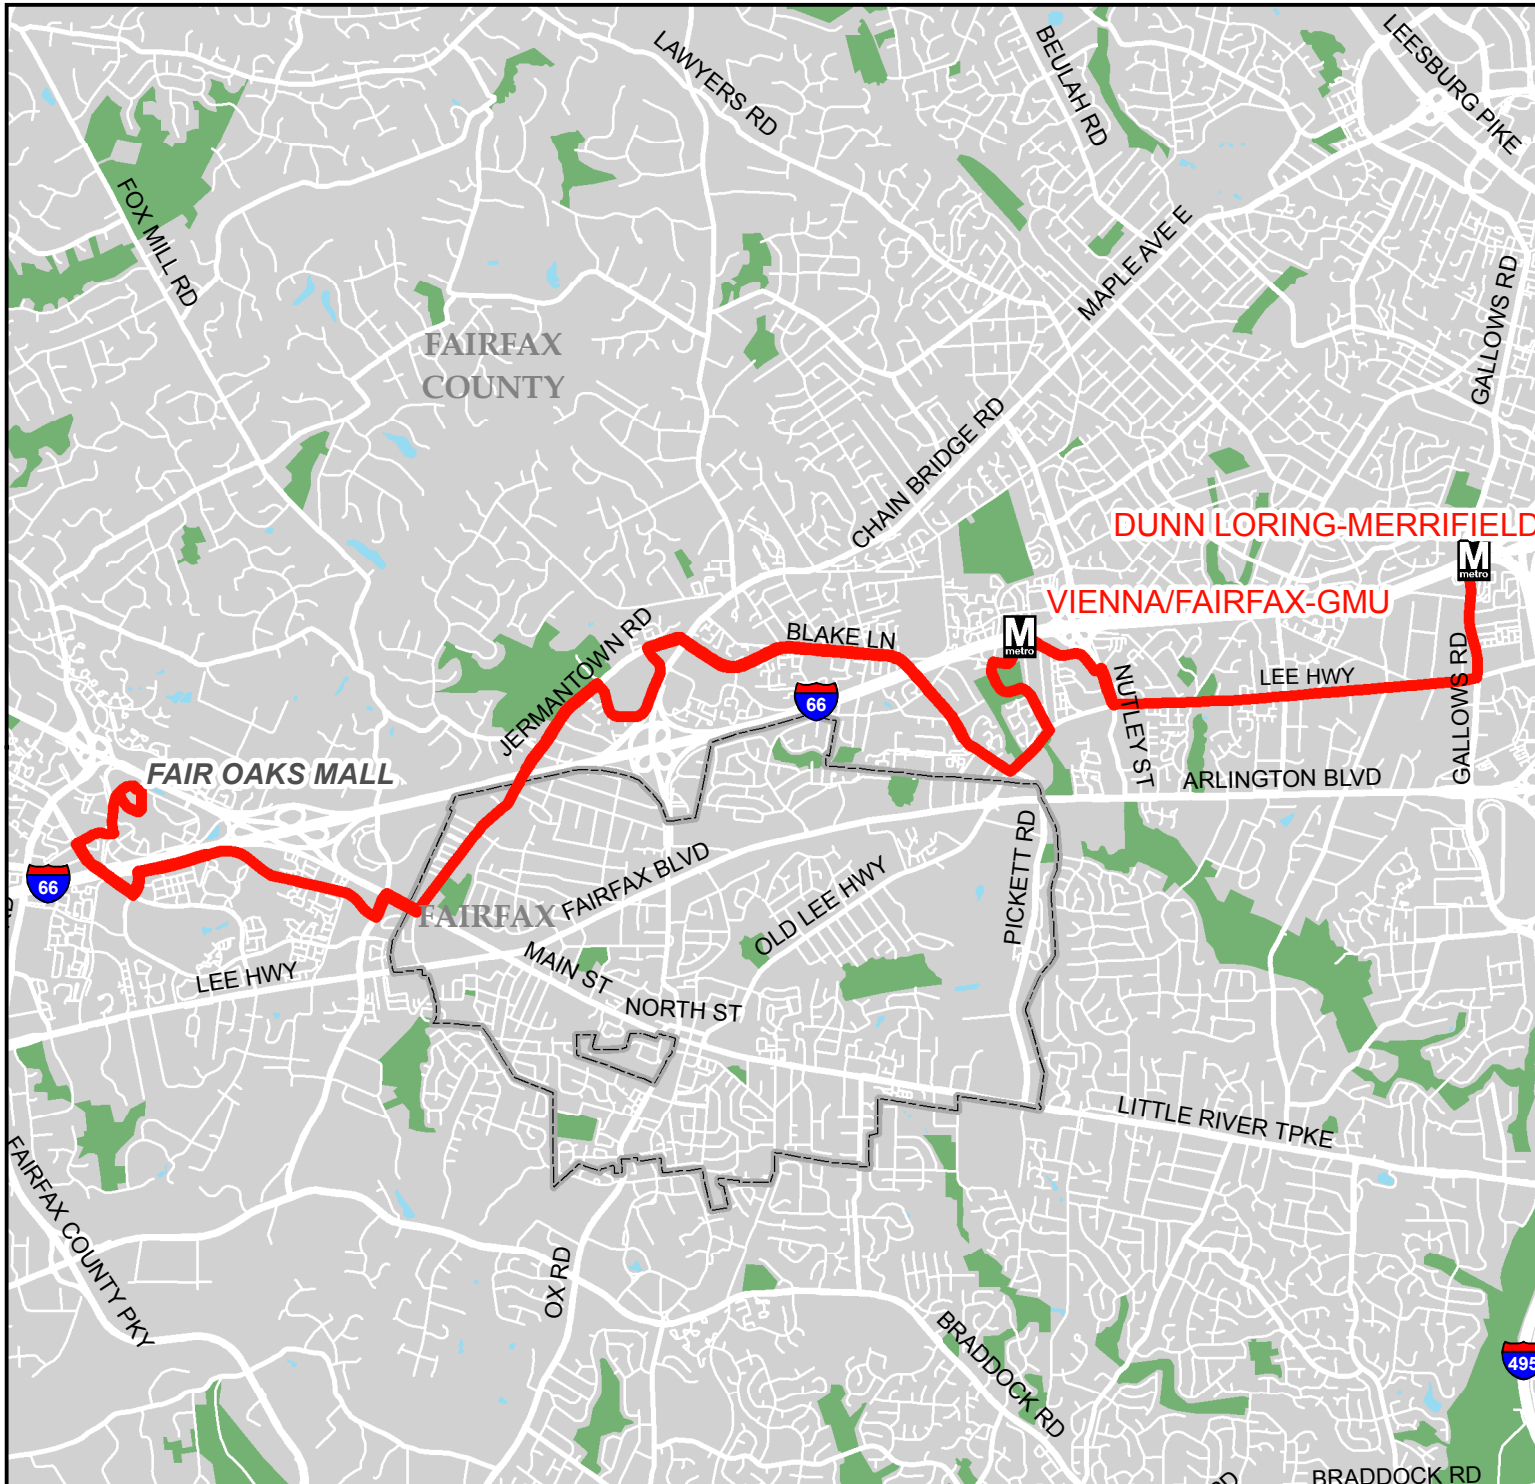 LEESBURG PIKE
BEULAH RD
LAWYERS RD
FOX MILL RD
MAPLE AVE E
GALLOWS RD
FAIRFAX
COUNTY
CHAIN BRIDGE RD
DUNN LORING-MERRIFIELD
M
metro
VIENNA/FAIRFAX-GMU
M
metro
BLAKE LN
JERMANTOWN RD
GALLOWS RD
LEE HWY
NUTLEY ST
66
FAIR OAKS MALL
ARLINGTON BLVD
PICKETT RD
FAIRFAX BLVD
66
OLD LEE HWY
FAIRFAX
MAIN ST
LEE HWY
NORTH ST
LITTLE RIVER TPKE
FAIRFAX COUNTY PKY
OX RD
BRADDOCK RD
495
BRADDOCK RD